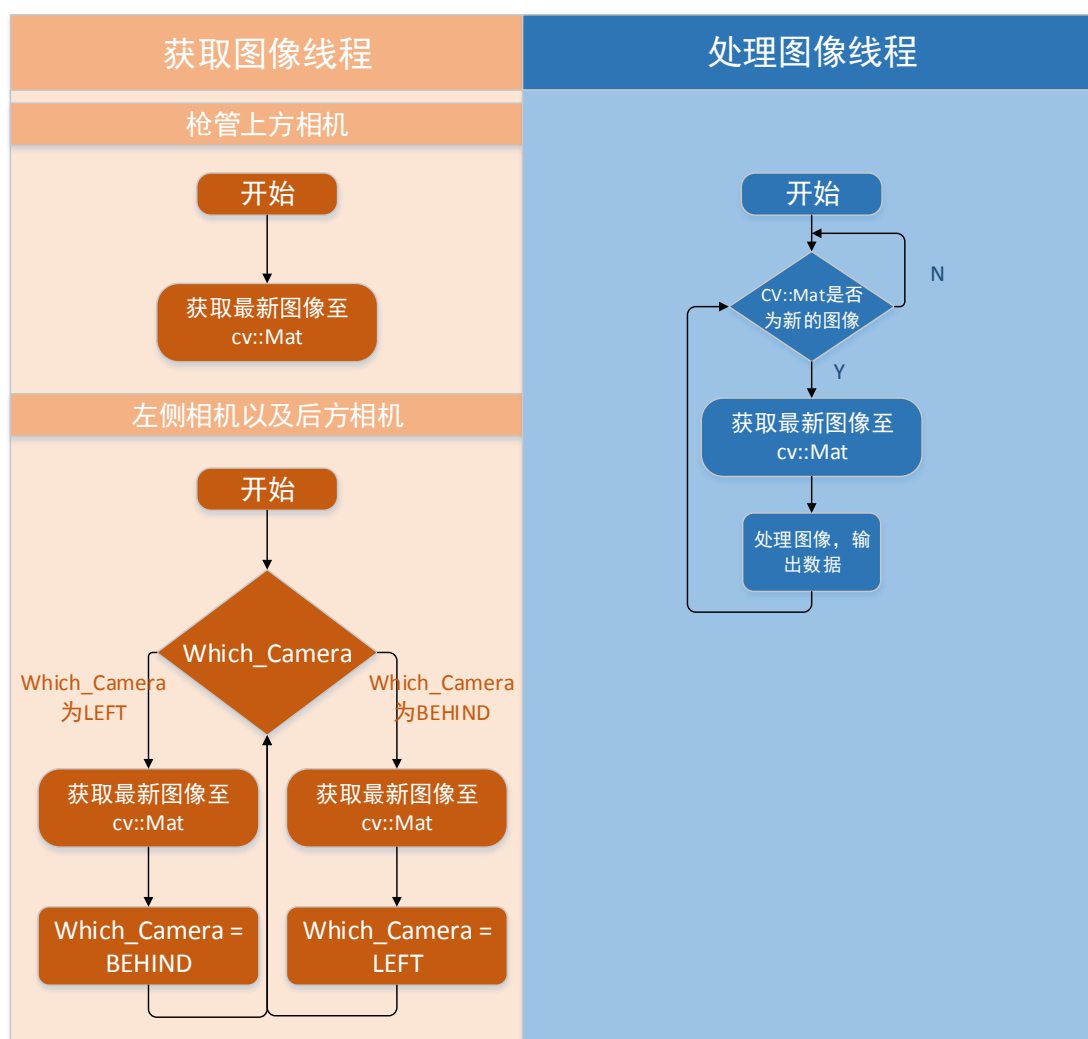 获取图像线程
枪管上方相机
开始
获取最新图像至
cv::Mat
左侧相机以及后方相机
开始
Which_Camera
Which_Camera
为LEFT
Which_Camera
为BEHIND
获取最新图像至
cv::Mat
获取最新图像至
cv::Mat
Which_Camera =
BEHIND
Which_Camera =
LEFT
处理图像线程
开始
CV::Mat是否
为新的图像
N
Y
获取最新图像至
cv::Mat
处理图像，输
出数据